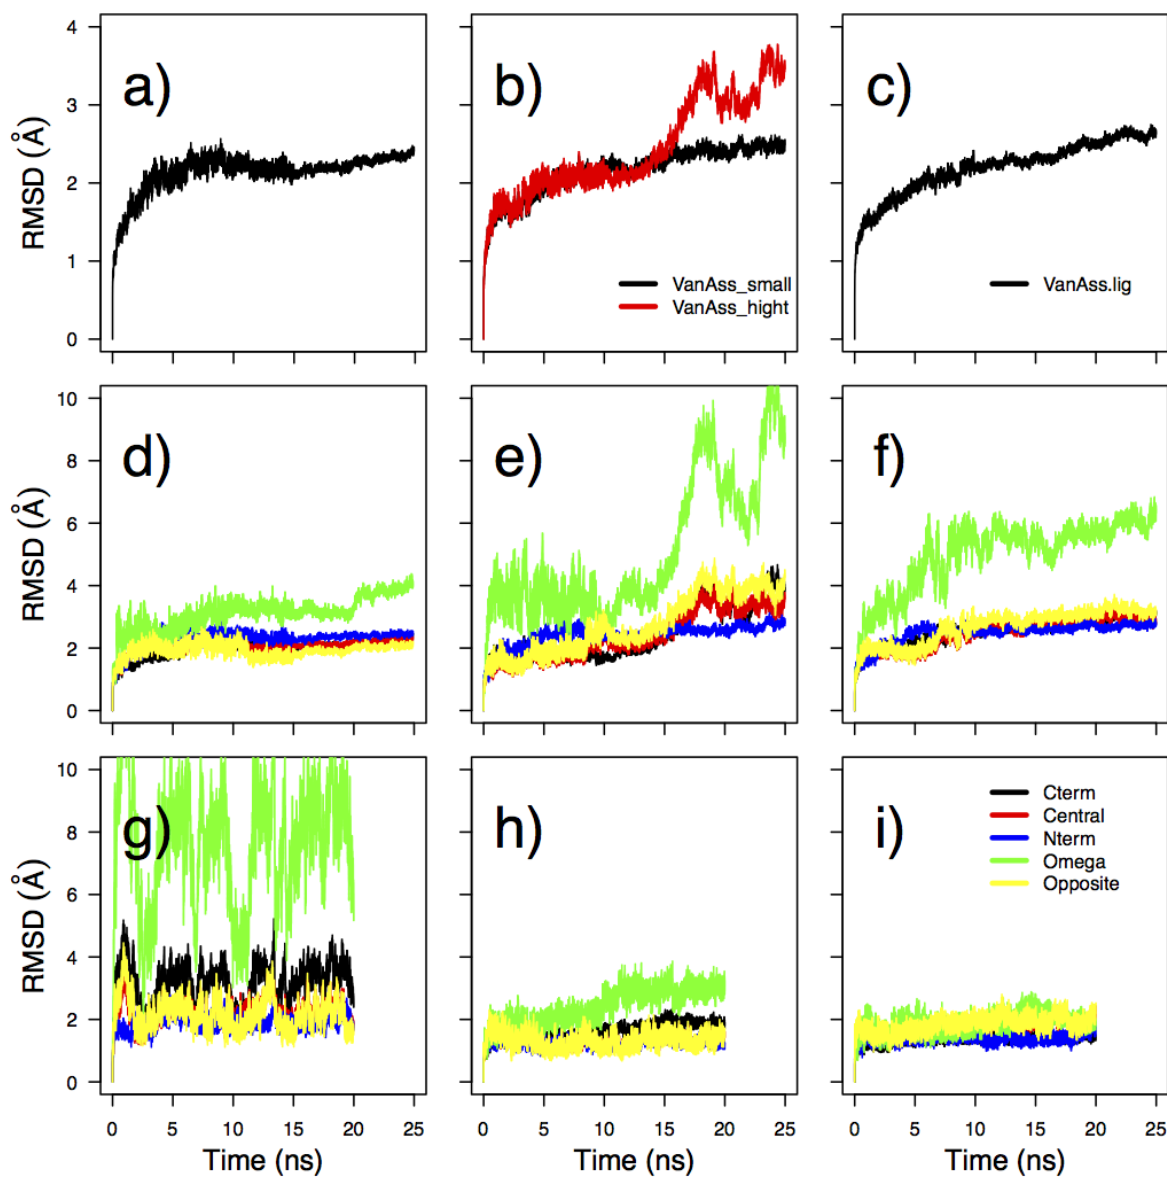 a)
b)
c)
RMSD (Å)
4
3
2
1
0
VanAss_small
VanAss_hight
VanAss.lig
d)
e)
f)
RMSD (Å)
10
8
6
4
2
0
g)
h)
i)
RMSD (Å)
10
8
6
4
2
0
Cterm
Central
Nterm
Omega
Opposite
0 5 10 15 20 25
0 5 10 15 20 25
0 5 10 15 20 25
Time (ns)
Time (ns)
Time (ns)